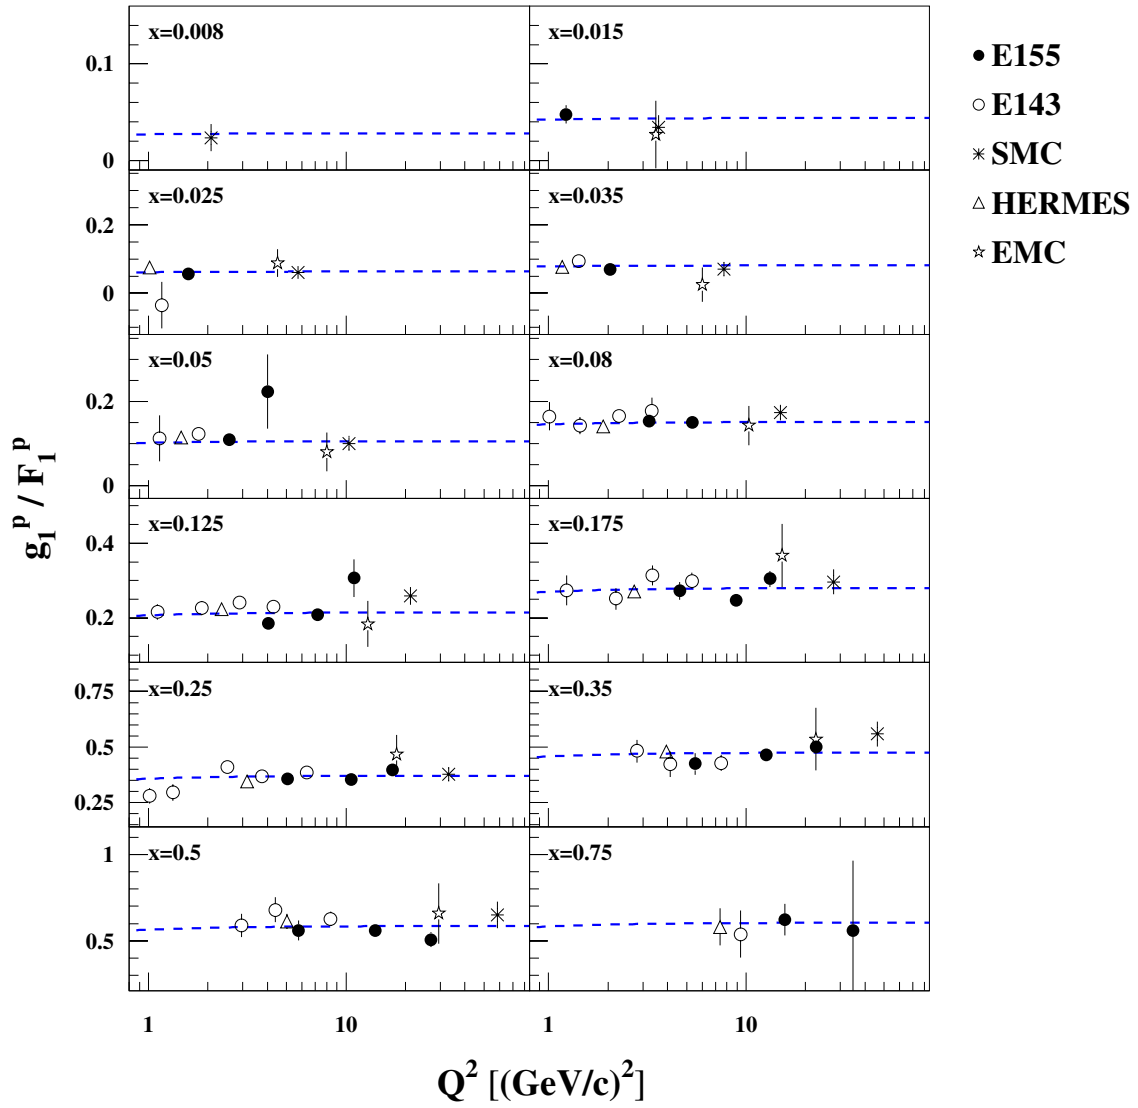 x=0.008
x=0.015
0.1
0
x=0.025
x=0.035
0.2
0
x=0.05
x=0.08
0.2
0
x=0.125
x=0.175
0.4
0.2
x=0.25
x=0.35
0.75
0.5
0.25
x=0.5
x=0.75
1
0.5
1
10
1
10
g₁ᵖ / F₁ᵖ
Q² [(GeV/c)²]
E155
E143
SMC
HERMES
EMC